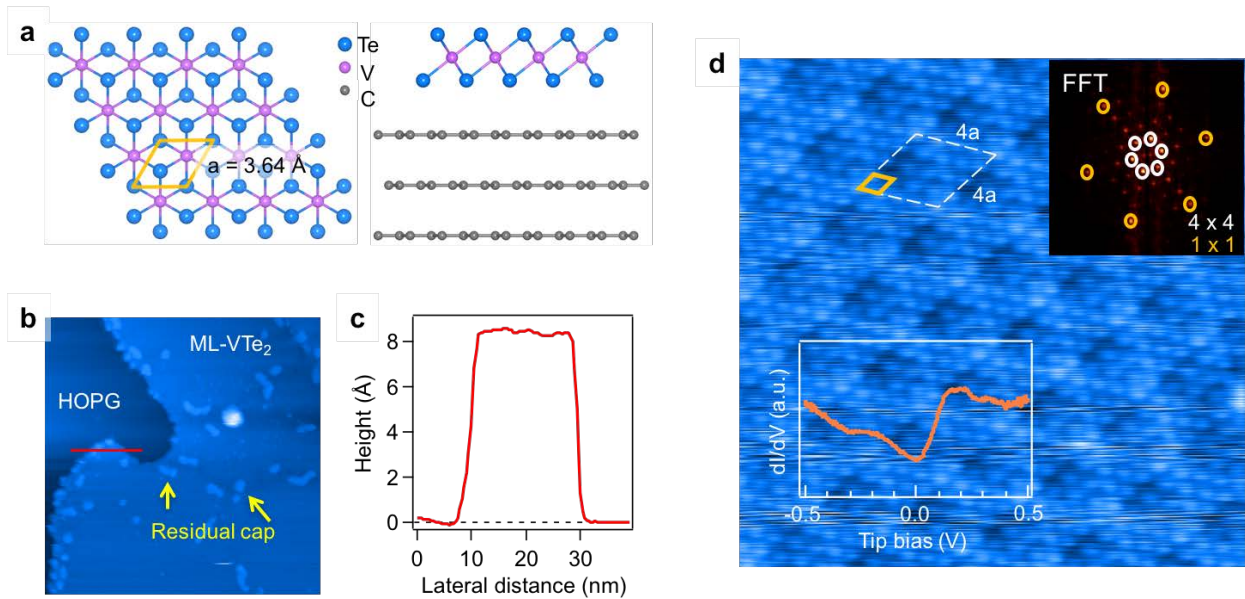 a
Te
V
C
a = 3.64 Å
b
ML-VTe₂
HOPG
Residual cap
c
Height (Å)
8
6
4
2
0
0 10 20 30
Lateral distance (nm)
d
FFT
4 x 4
1 x 1
4a
4a
dI/dV (a.u.)
-0.5 0.0 0.5
Tip bias (V)